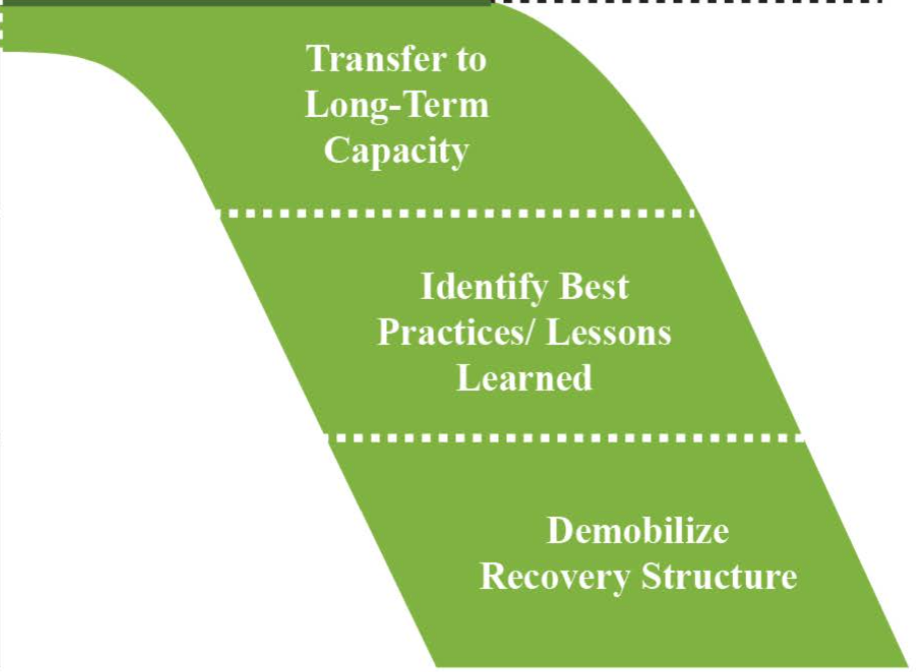 Transfer to
Long-Term
Capacity
Identify Best
Practices/ Lessons
Learned
Demobilize
Recovery Structure